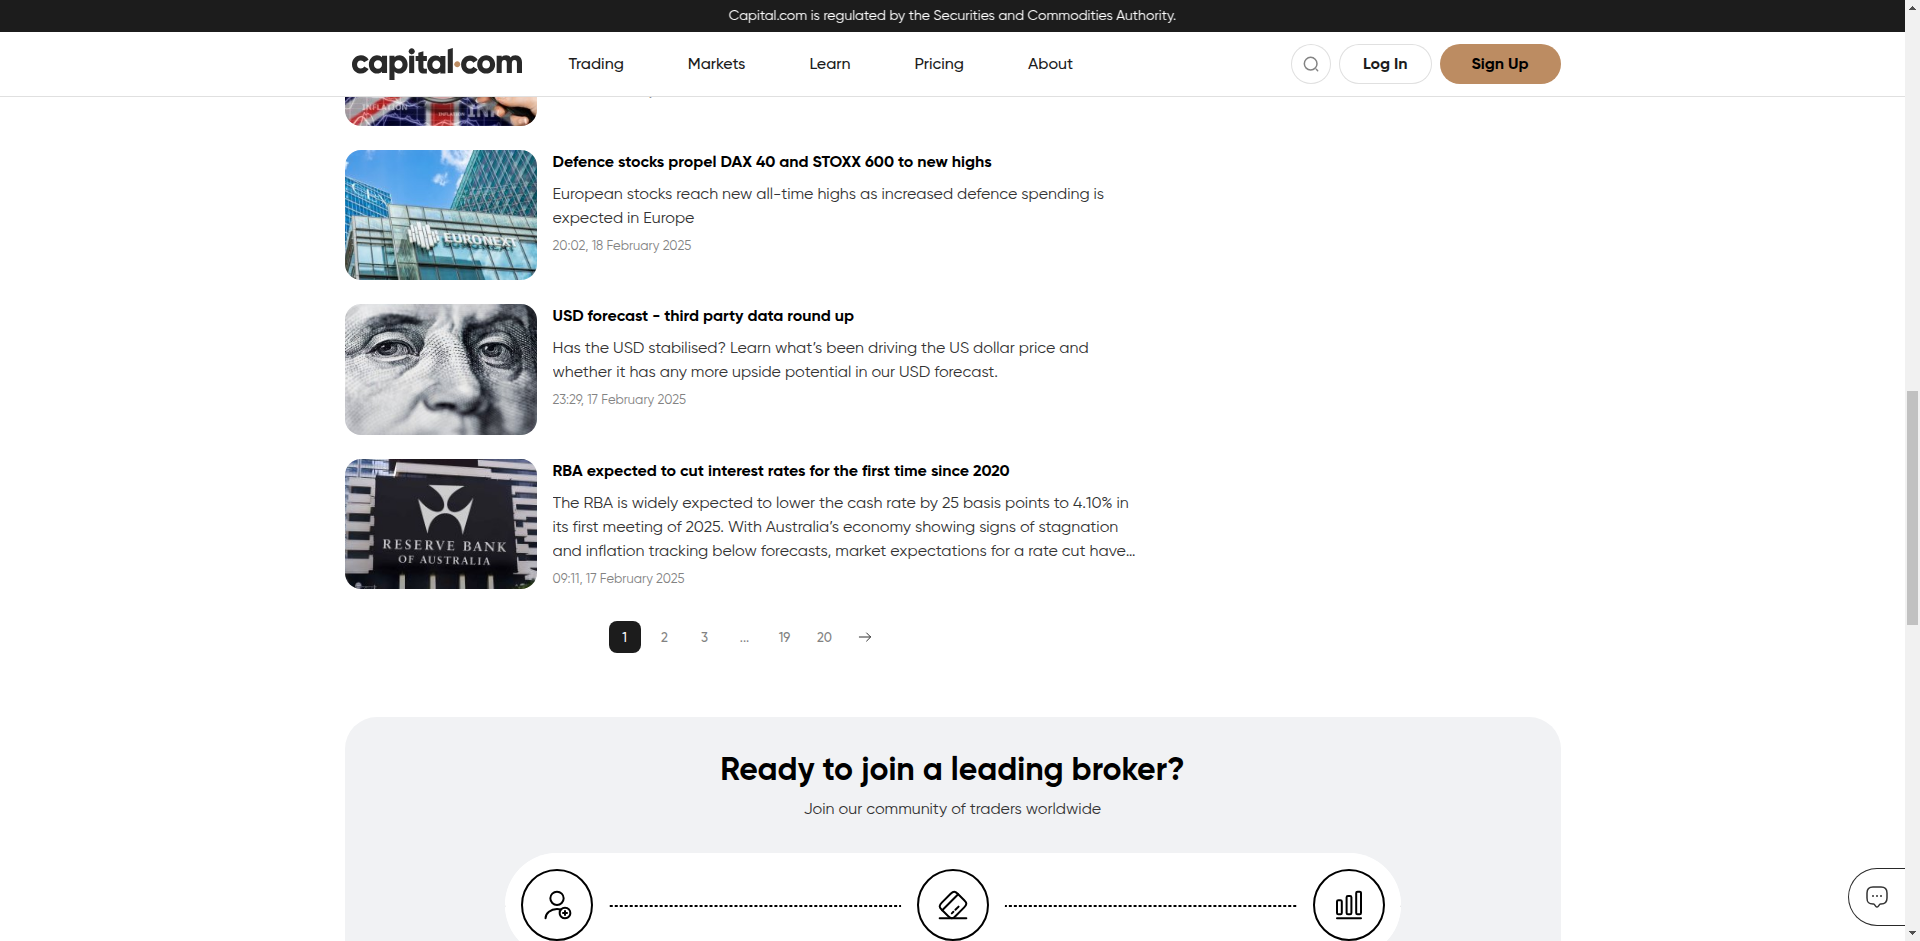 Capital.com is regulated by the Securities and Commodities Authority.
capital.com
Trading
Markets
Learn
Pricing
About
Log In
Sign Up
INFLATION
Defence stocks propel DAX 40 and STOXX 600 to new highs
European stocks reach new all-time highs as increased defence spending is
expected in Europe
20:02, 18 February 2025
EURONEXT
USD forecast - third party data round up
Has the USD stabilised? Learn what’s been driving the US dollar price and
whether it has any more upside potential in our USD forecast.
23:29, 17 February 2025
RBA expected to cut interest rates for the first time since 2020
The RBA is widely expected to lower the cash rate by 25 basis points to 4.10% in
its first meeting of 2025. With Australia’s economy showing signs of stagnation
and inflation tracking below forecasts, market expectations for a rate cut have...
09:11, 17 February 2025
RESERVE BANK
OF AUSTRALIA
1 2 3 ... 19 20
Ready to join a leading broker?
Join our community of traders worldwide